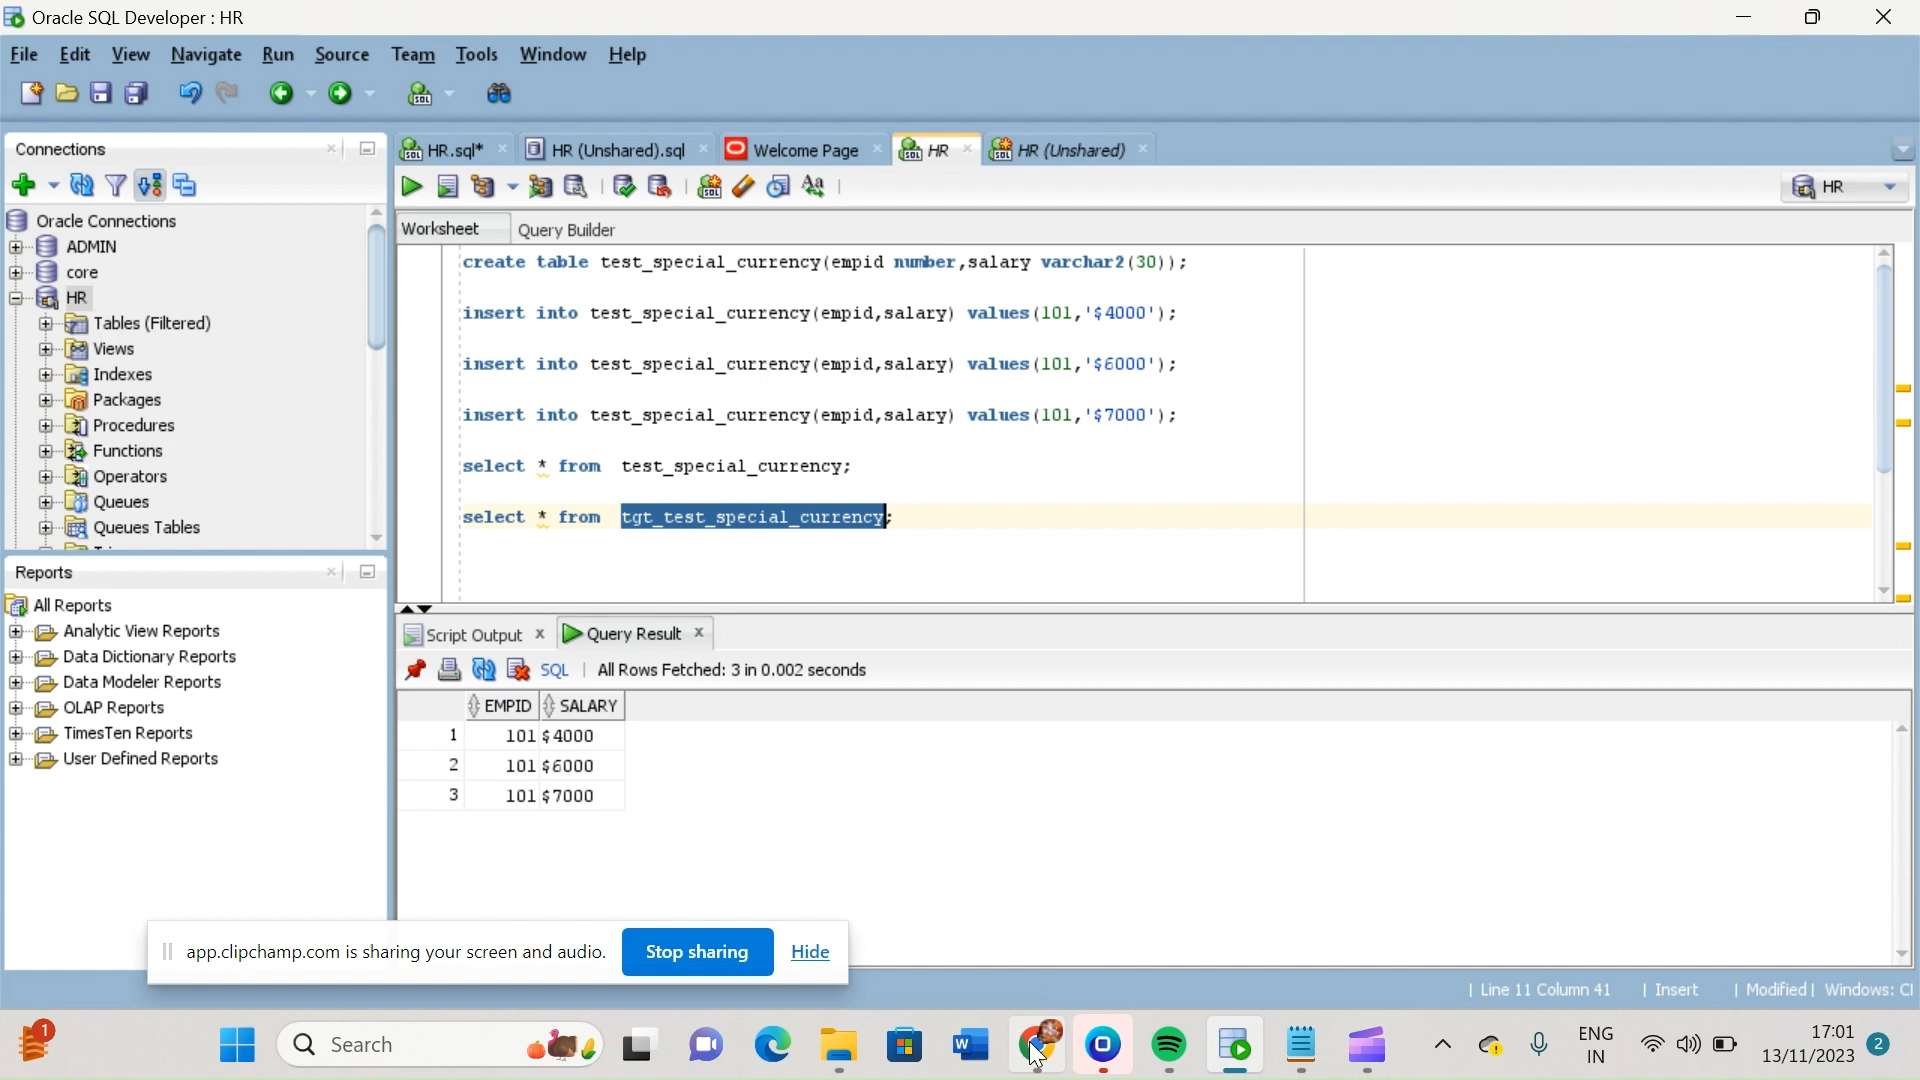 Oracle SQL Developer : HR
File Edit View Navigate Run Source Team Tools Window Help
Connections
Oracle Connections
ADMIN
core
HR
Tables (Filtered)
Views
Indexes
Packages
Procedures
Functions
Operators
Queues
Queues Tables
Reports
All Reports
Analytic View Reports
Data Dictionary Reports
Data Modeler Reports
OLAP Reports
TimesTen Reports
User Defined Reports
HR.sql* HR (Unshared).sql Welcome Page HR HR (Unshared)
HR
Worksheet Query Builder
create table test_special_currency(empid number,salary varchar2(30));
insert into test_special_currency(empid,salary) values(101,'$4000');
insert into test_special_currency(empid,salary) values(101,'$6000');
insert into test_special_currency(empid,salary) values(101,'$7000');
select * from test_special_currency;
select * from tgt_test_special_currency;
Script Output Query Result
SQL All Rows Fetched: 3 in 0.002 seconds
EMPID SALARY
1 101 $4000
2 101 $6000
3 101 $7000
app.clipchamp.com is sharing your screen and audio. Stop sharing Hide
Line 11 Column 41 | Insert | Modified | Windows: Cl
1
Search
ENG
IN
17:01
13/11/2023
2